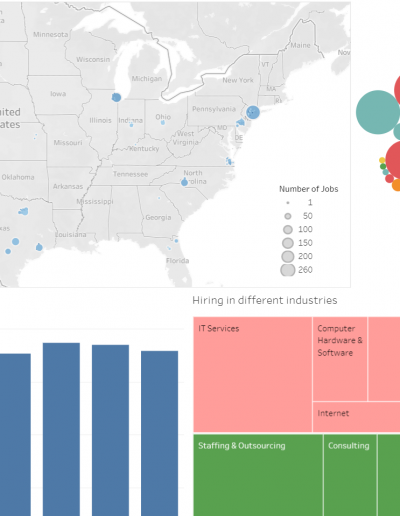 Minnesota
Wisconsin
Michigan
Maine
VT
MA
New York
Iowa
Pennsylvania
nited
ates
Illinois
Indiana
Ohio
MD
DE
West
Virginia
Missouri
Kentucky
North
Carolina
Tennessee
Oklahoma
Arkansas
Mississippi
Georgia
Louisiana
Florida
Number of Jobs
1
50
100
150
200
260
Hiring in different industries
IT Services
Computer
Hardware &
Software
Internet
Staffing & Outsourcing
Consulting